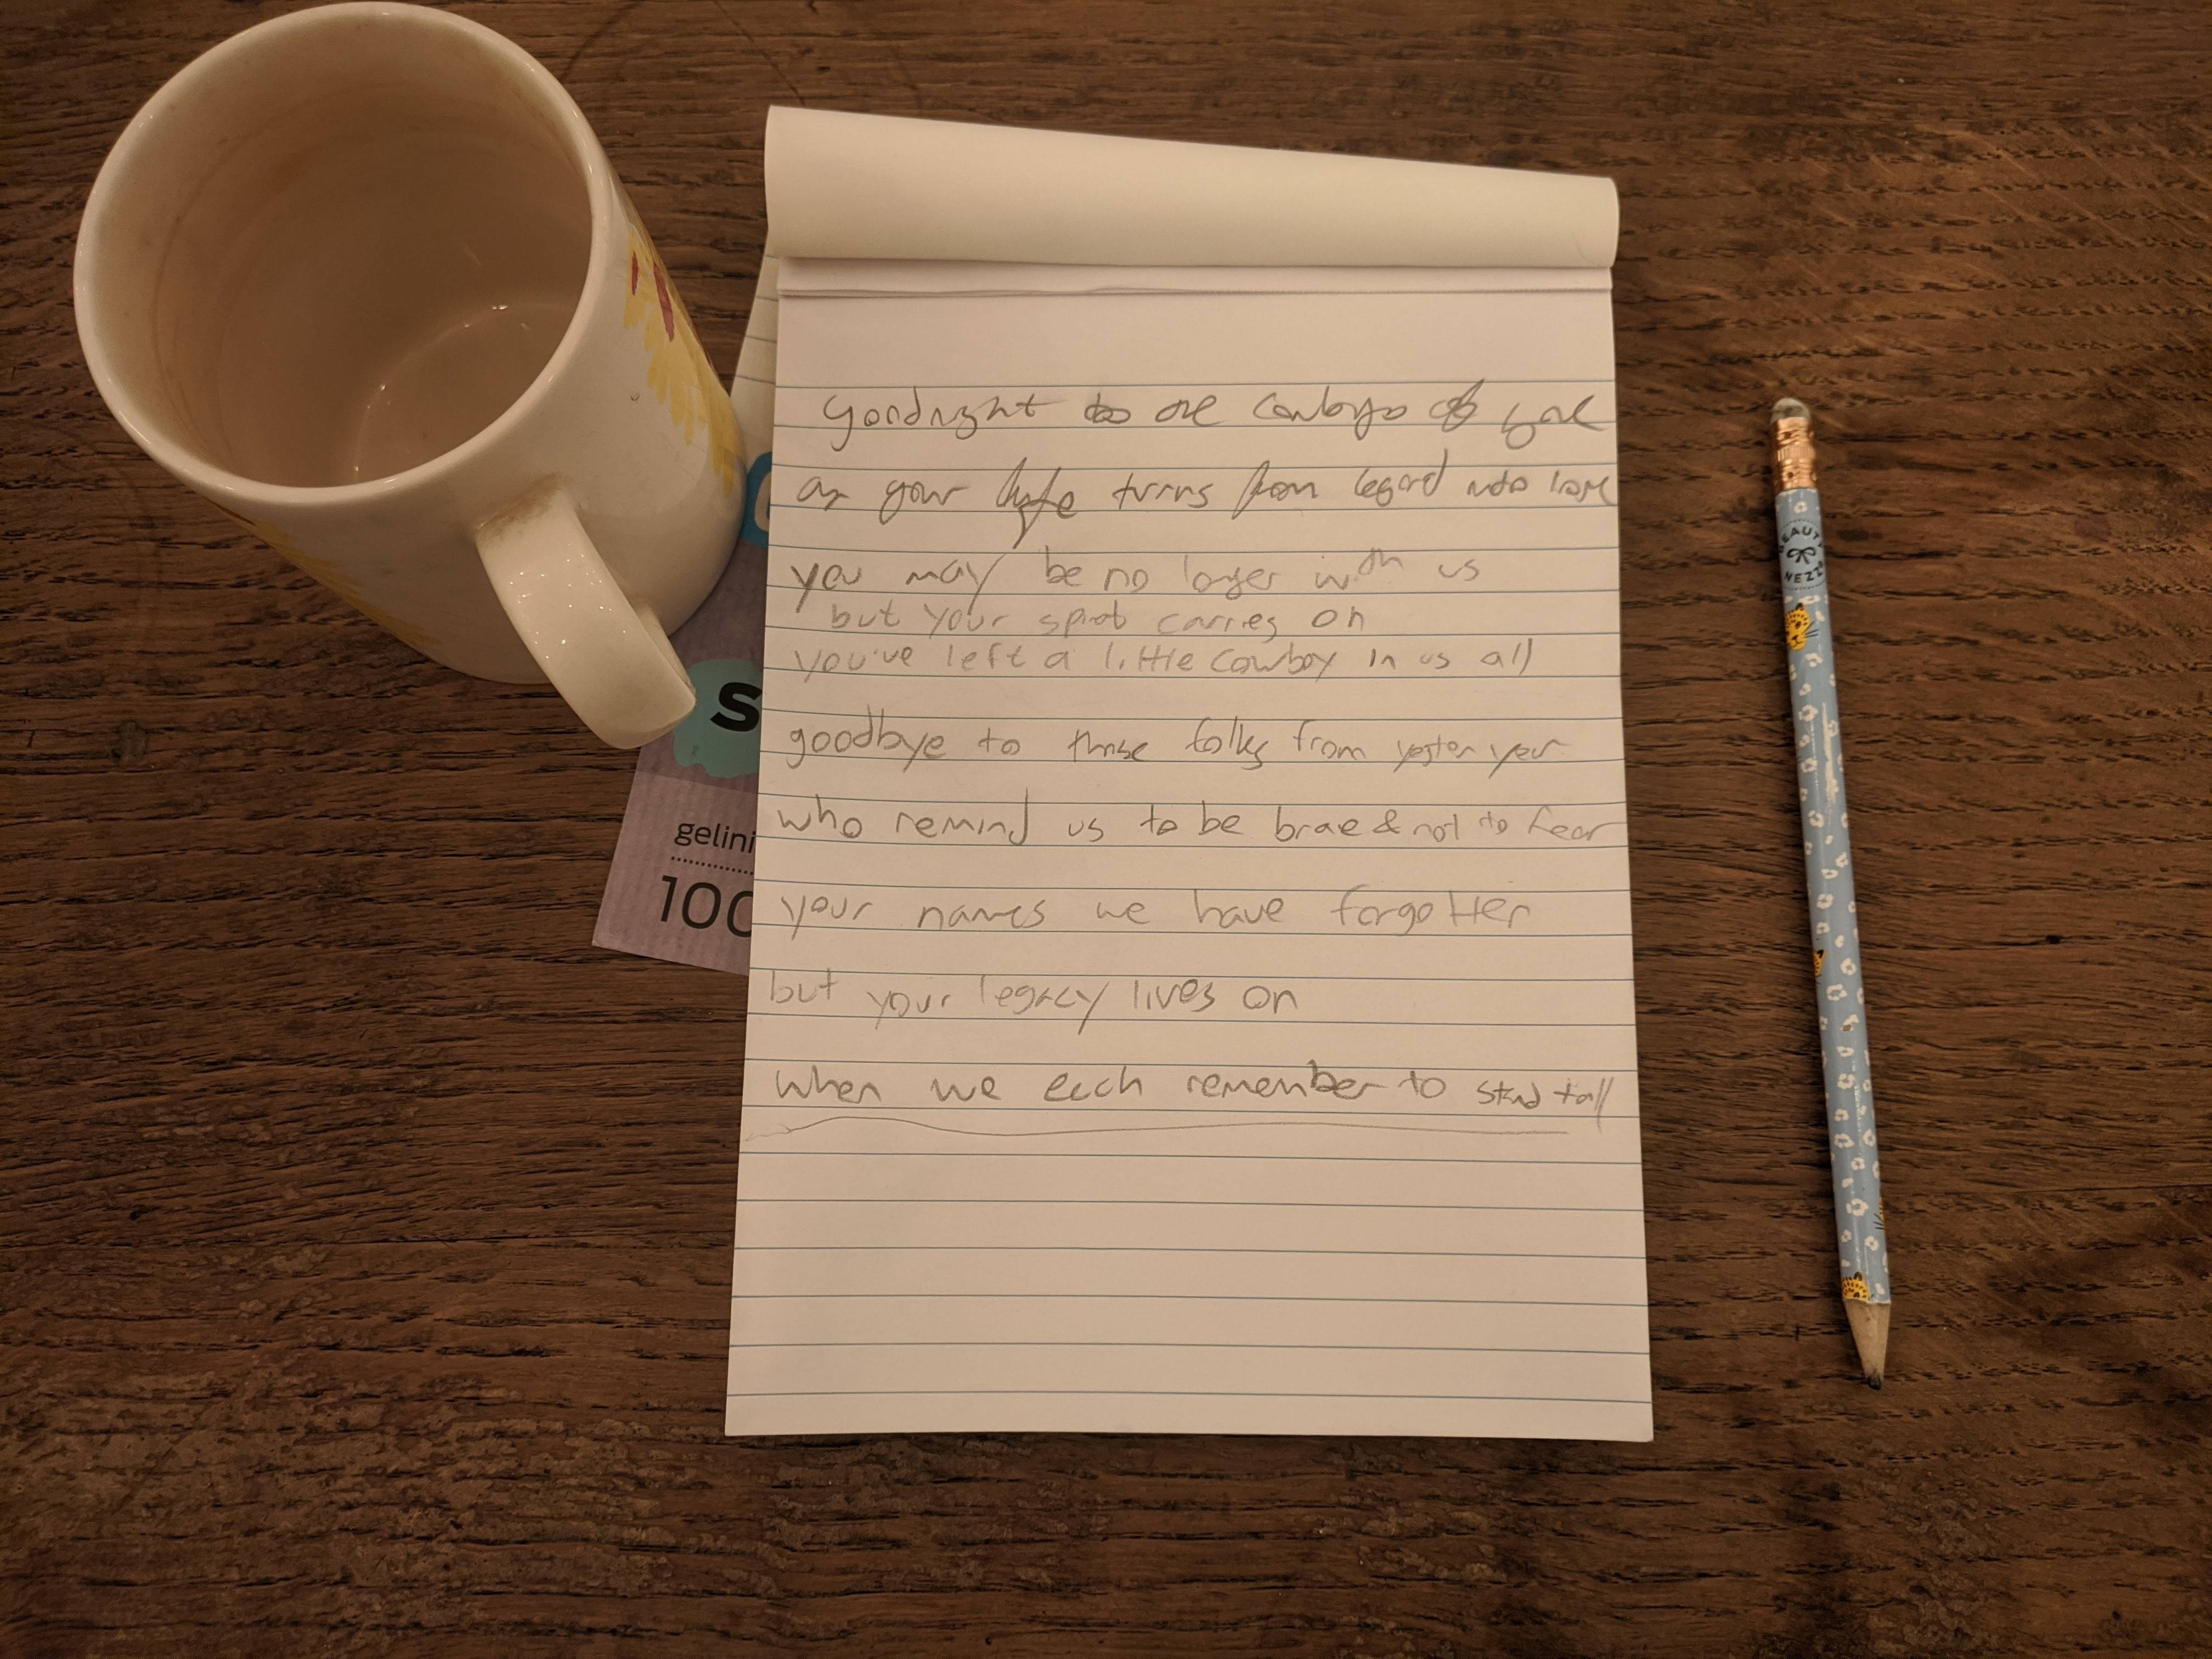 goodnight to the cowboys of yore
as your life turns from legend into lore
you may be no longer with us
but your spirit carries on
you've left a little cowboy in us all
goodbye to those folks from yester year
who remind us to be brae & not to fear
your names we have forgotten
but your legacy lives on
when we each remember to stand tall
S
gelini
100
BEAUTY
NEZZ